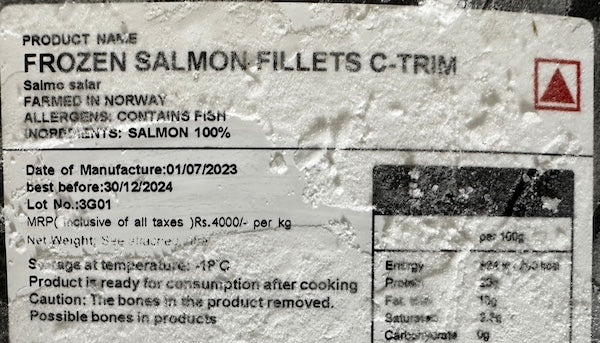 PRODUCT NAME
FROZEN SALMON FILLETS C-TRIM
Salmo salar
FARMED IN NORWAY
ALLERGENS: CONTAINS FISH
INGREDIENTS: SALMON 100%
Date of Manufacture:01/07/2023
best before:30/12/2024
Lot No.:3G01
MRP( inclusive of all taxes )Rs.4000/- per kg
Net Weight: See attached
Storage at temperature: -18°C
Product is ready for consumption after cooking
Caution: The bones in the product removed.
Possible bones in products
per 100g
Energy
Protein
Fat 10g
Saturated
Carbohydrate 0g